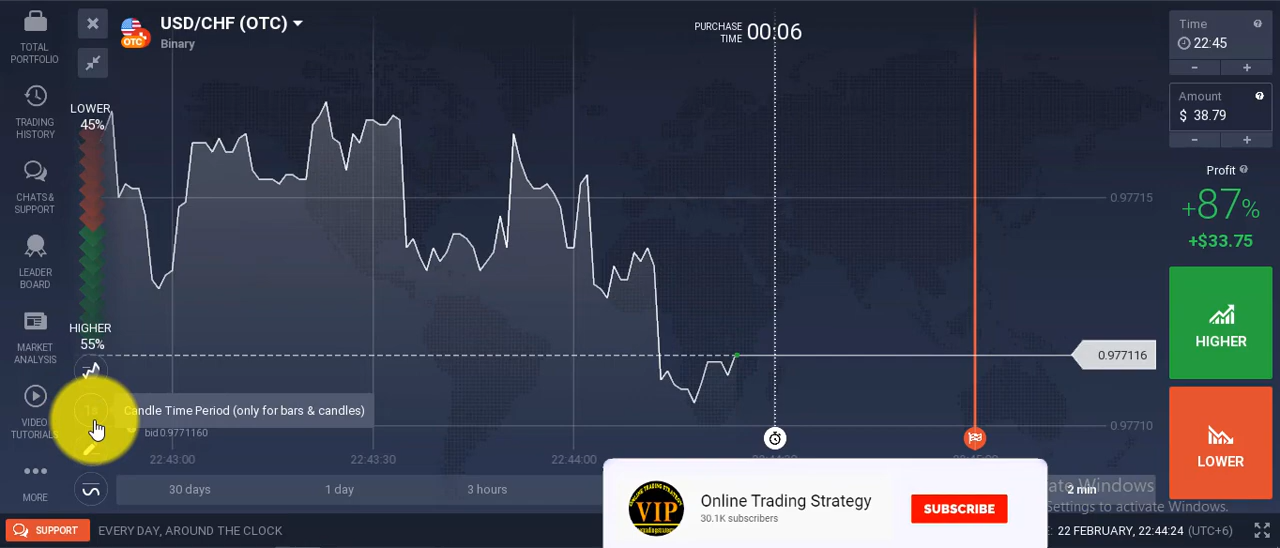 USD/CHF (OTC)
Binary
OTC
PURCHASE
TIME
00:06
TOTAL
PORTFOLIO
TRADING
HISTORY
CHATS &
SUPPORT
LEADER
BOARD
MARKET
ANALYSIS
VIDEO
TUTORIALS
MORE
LOWER
45%
HIGHER
55%
Candle Time Period (only for bars & candles)
bid 0.9771160
0.97715
0.977116
0.97710
22:43:00
22:43:30
22:44:00
30 days
1 day
3 hours
2 min
Time
22:45
- +
Amount
$ 38.79
- +
Profit
+87%
+$33.75
HIGHER
LOWER
VIP
Online Trading Strategy
30.1K subscribers
SUBSCRIBE
Windows
Settings to activate Windows.
SUPPORT
EVERY DAY, AROUND THE CLOCK
22 FEBRUARY, 22:44:24 (UTC+6)